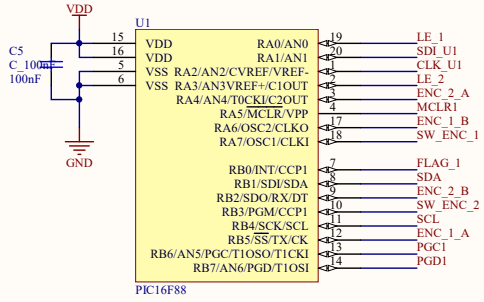 VDD
U1
C5
C_100nF
100nF
15 VDD RA0/AN0 19 LE_1
16 VDD RA1/AN1 20 SDI_U1
5 VSS RA2/AN2/CVREF/VREF- 1 CLK_U1
6 VSS RA3/AN3VREF+/C1OUT 2 LE_2
RA4/AN4/T0CKI/C2OUT 3 ENC_2_A
RA5/MCLR/VPP 4 MCLR1
RA6/OSC2/CLKO 17 ENC_1_B
RA7/OSC1/CLKI 18 SW_ENC_1
GND
RB0/INT/CCP1 7 FLAG_1
RB1/SDI/SDA 8 SDA
RB2/SDO/RX/DT 9 ENC_2_B
RB3/PGM/CCP1 10 SW_ENC_2
RB4/SCK/SCL 11 SCL
RB5/SS/TX/CK 12 ENC_1_A
RB6/AN5/PGC/T1OSO/T1CKI 13 PGC1
RB7/AN6/PGD/T1OSI 14 PGD1
PIC16F88